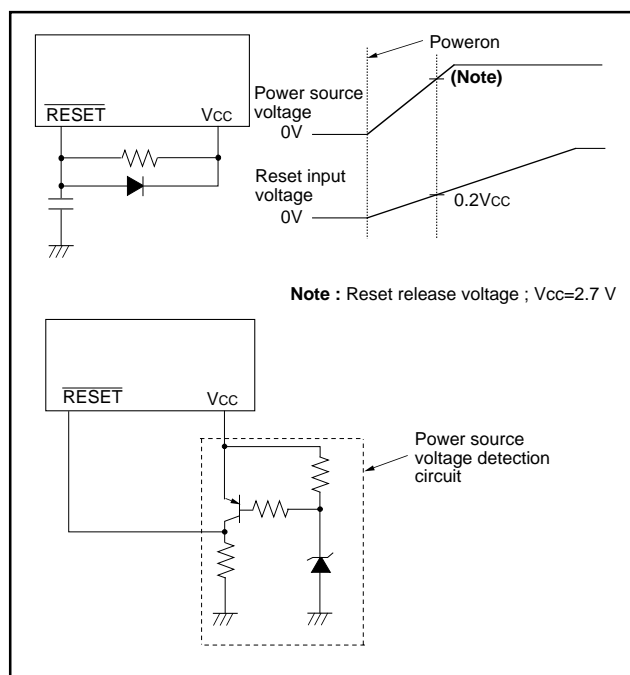 Poweron
(Note)
RESET
VCC
Power source
voltage
0V
Reset input
voltage
0V
0.2VCC
Note : Reset release voltage ; Vcc=2.7 V
RESET
VCC
Power source
voltage detection
circuit